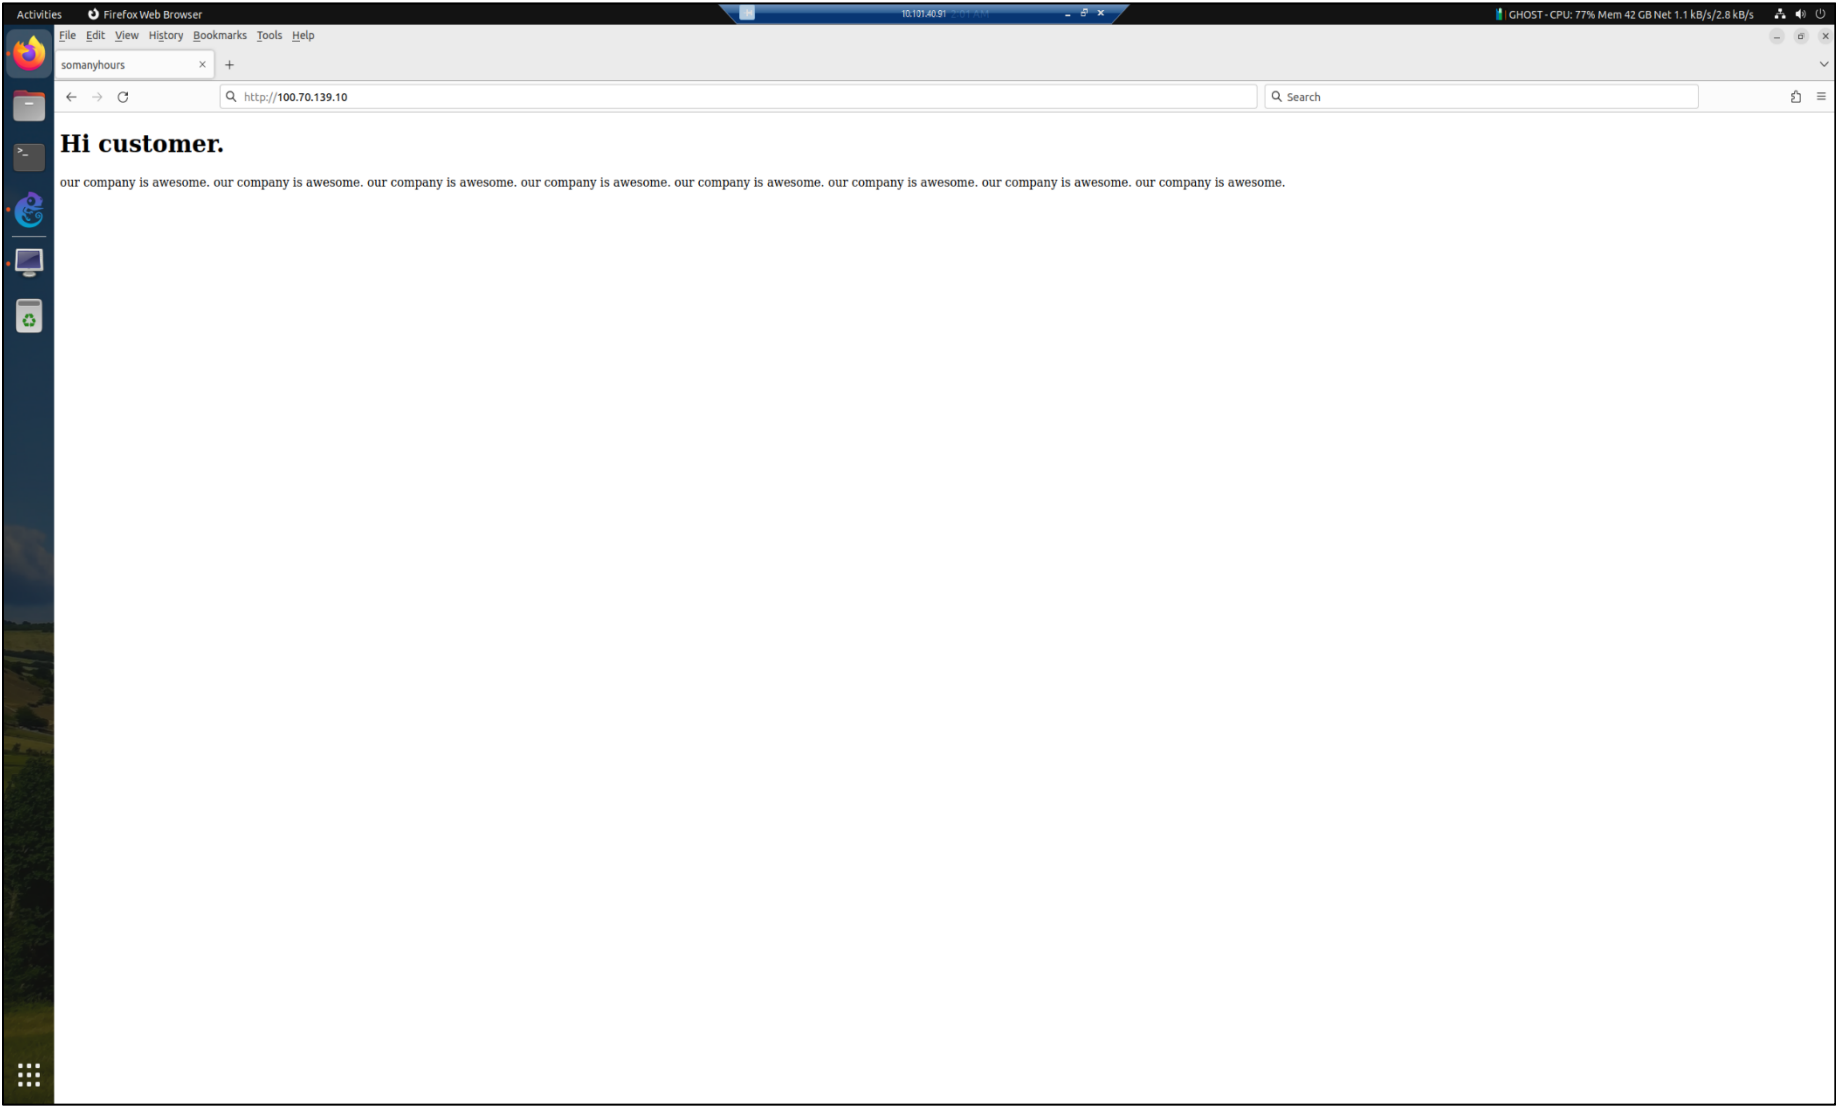 Activities Firefox Web Browser 10.101.40.91 2:01 AM GHOST - CPU: 77% Mem 42 GB Net 1.1 kB/s/2.8 kB/s
File Edit View History Bookmarks Tools Help
somanyhours
http://100.70.139.10 Search
Hi customer.
our company is awesome. our company is awesome. our company is awesome. our company is awesome. our company is awesome. our company is awesome. our company is awesome. our company is awesome.